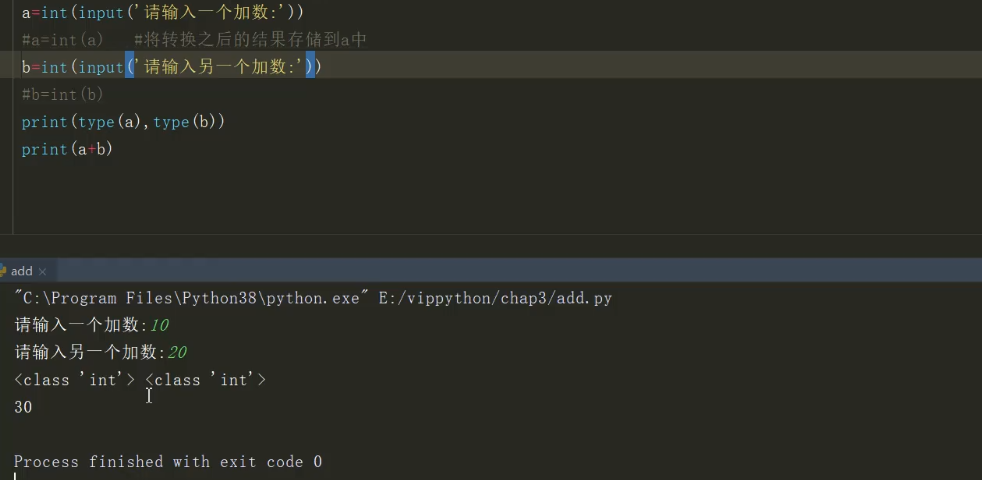 a=int(input('请输入一个加数:'))
#a=int(a)   #将转换之后的结果存储到a中
b=int(input('请输入另一个加数:'))
#b=int(b)
print(type(a),type(b))
print(a+b)
add ×
"C:\Program Files\Python38\python.exe" E:/vippython/chap3/add.py
请输入一个加数:10
请输入另一个加数:20
<class 'int'> <class 'int'>
30
Process finished with exit code 0